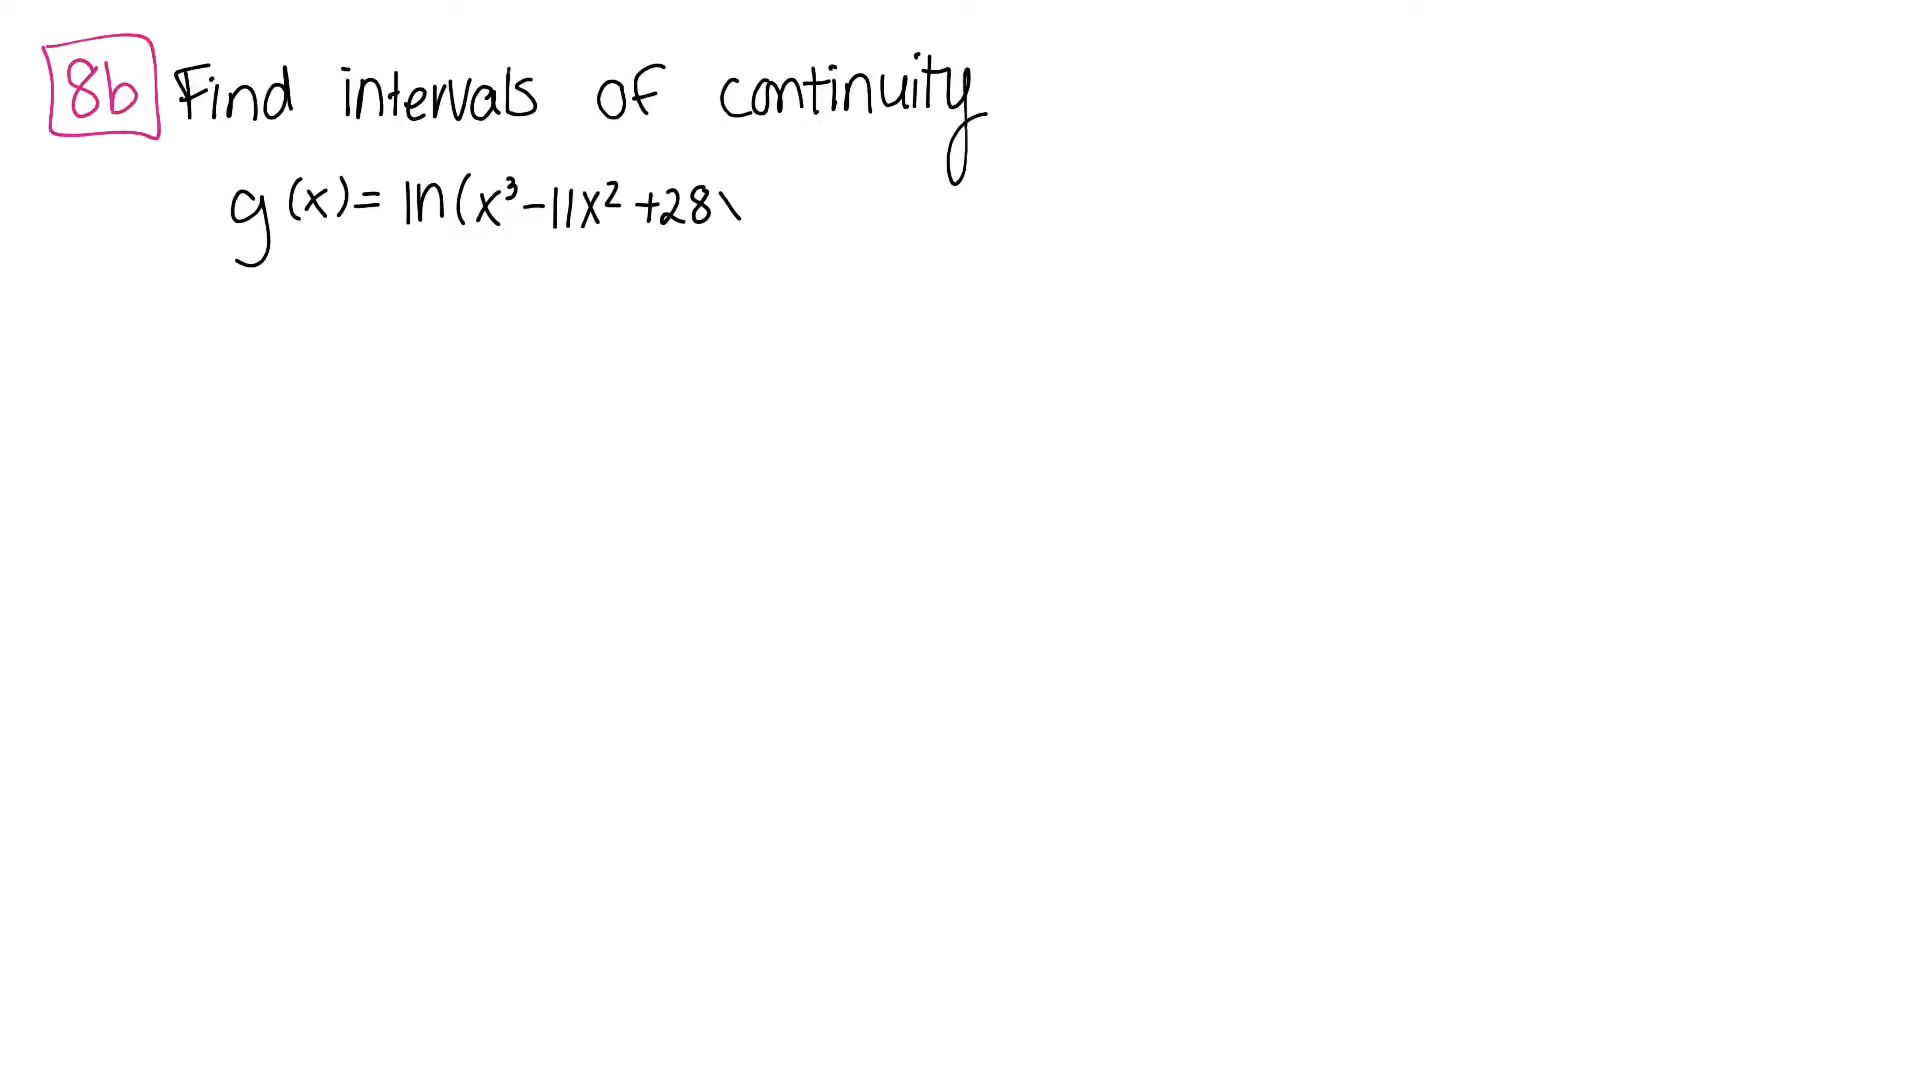 8b Find intervals of continuity
g(x)= ln(x³-11x²+28\